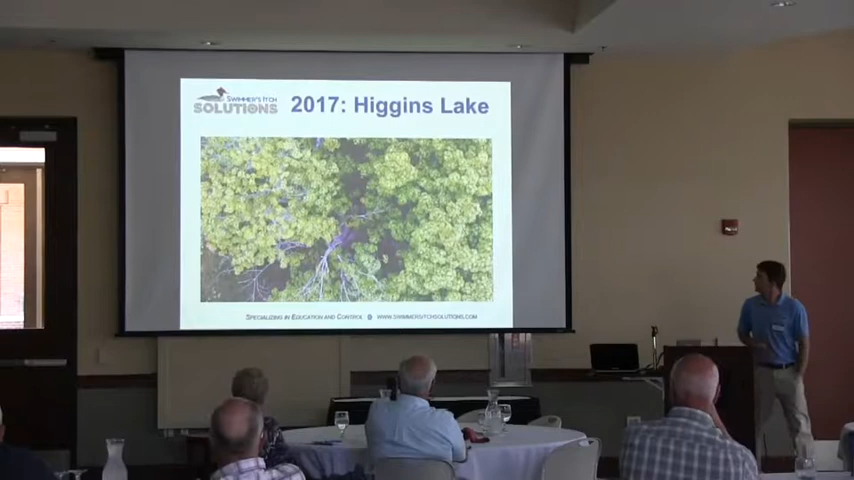 SWIMMER'S ITCH
SOLUTIONS
2017: Higgins Lake
SPECIALIZING IN EDUCATION AND CONTROL WWW.SWIMMERSITCHSOLUTIONS.COM